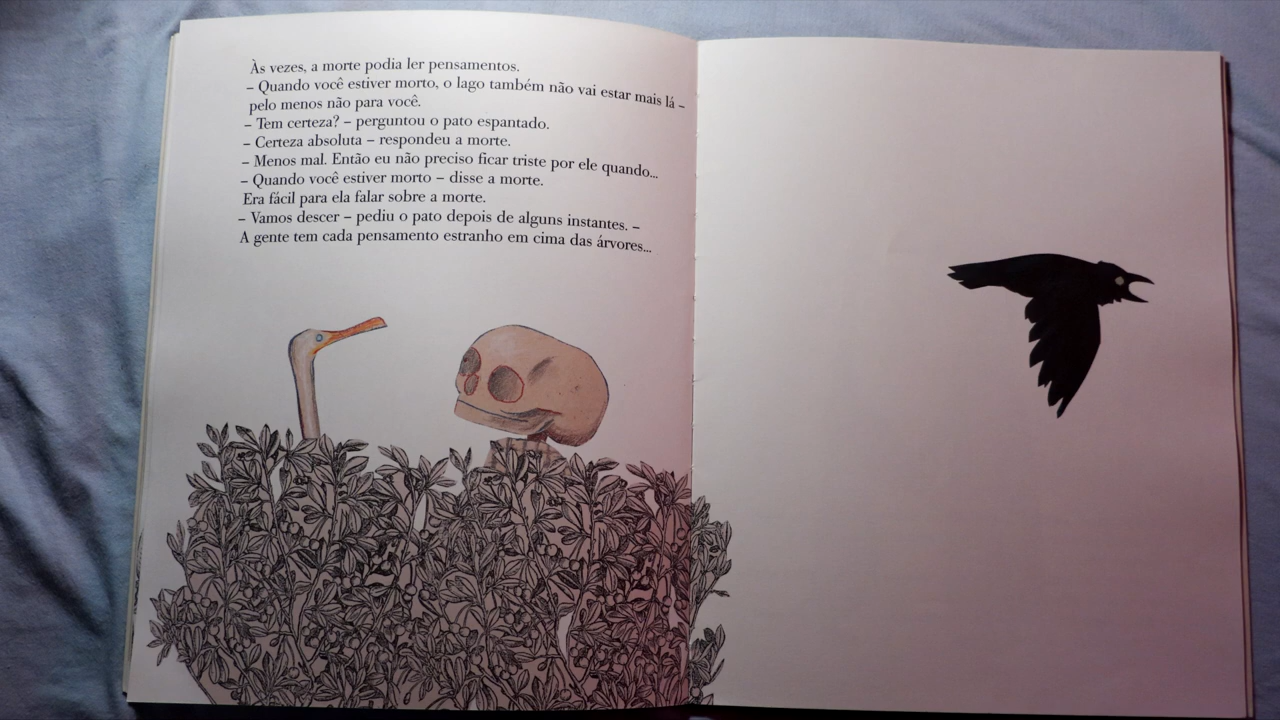 Às vezes, a morte podia ler pensamentos.
– Quando você estiver morto, o lago também não vai estar mais lá –
pelo menos não para você.
– Tem certeza? – perguntou o pato espantado.
– Certeza absoluta – respondeu a morte.
– Menos mal. Então eu não preciso ficar triste por ele quando...
– Quando você estiver morto – disse a morte.
Era fácil para ela falar sobre a morte.
– Vamos descer – pediu o pato depois de alguns instantes. –
A gente tem cada pensamento estranho em cima das árvores...